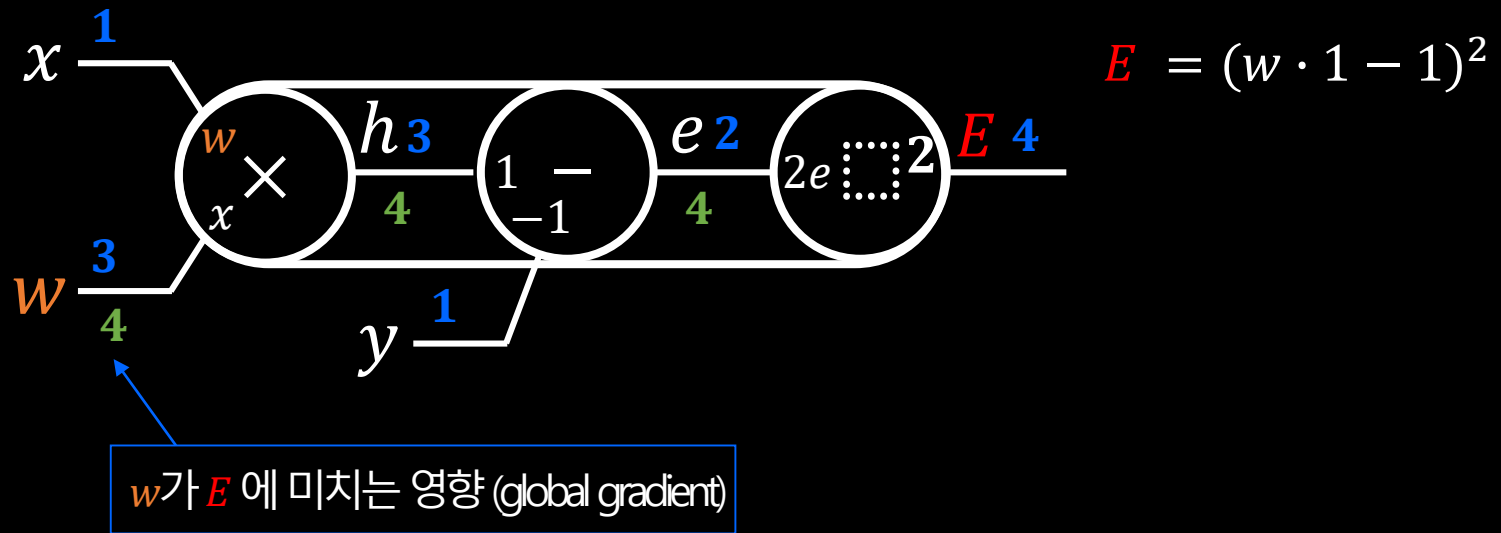 x 1
E = (w · 1 − 1)²
w
×
x
h 3
4
1 −
−1
e 2
4
2e □²
E 4
w 3
4
y 1
w가 E 에 미치는 영향 (global gradient)